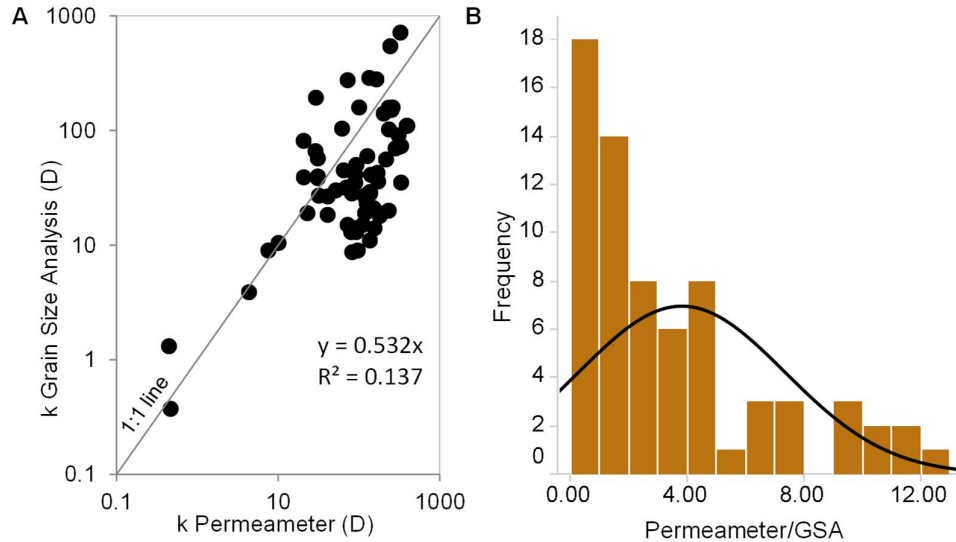 A
1000
100
10
1
0.1
k Grain Size Analysis (D)
1:1 line
y = 0.532x
R² = 0.137
0.1
10
1000
k Permeameter (D)
B
18
16
14
12
10
8
6
4
2
0
Frequency
0.00
4.00
8.00
12.00
Permeameter/GSA